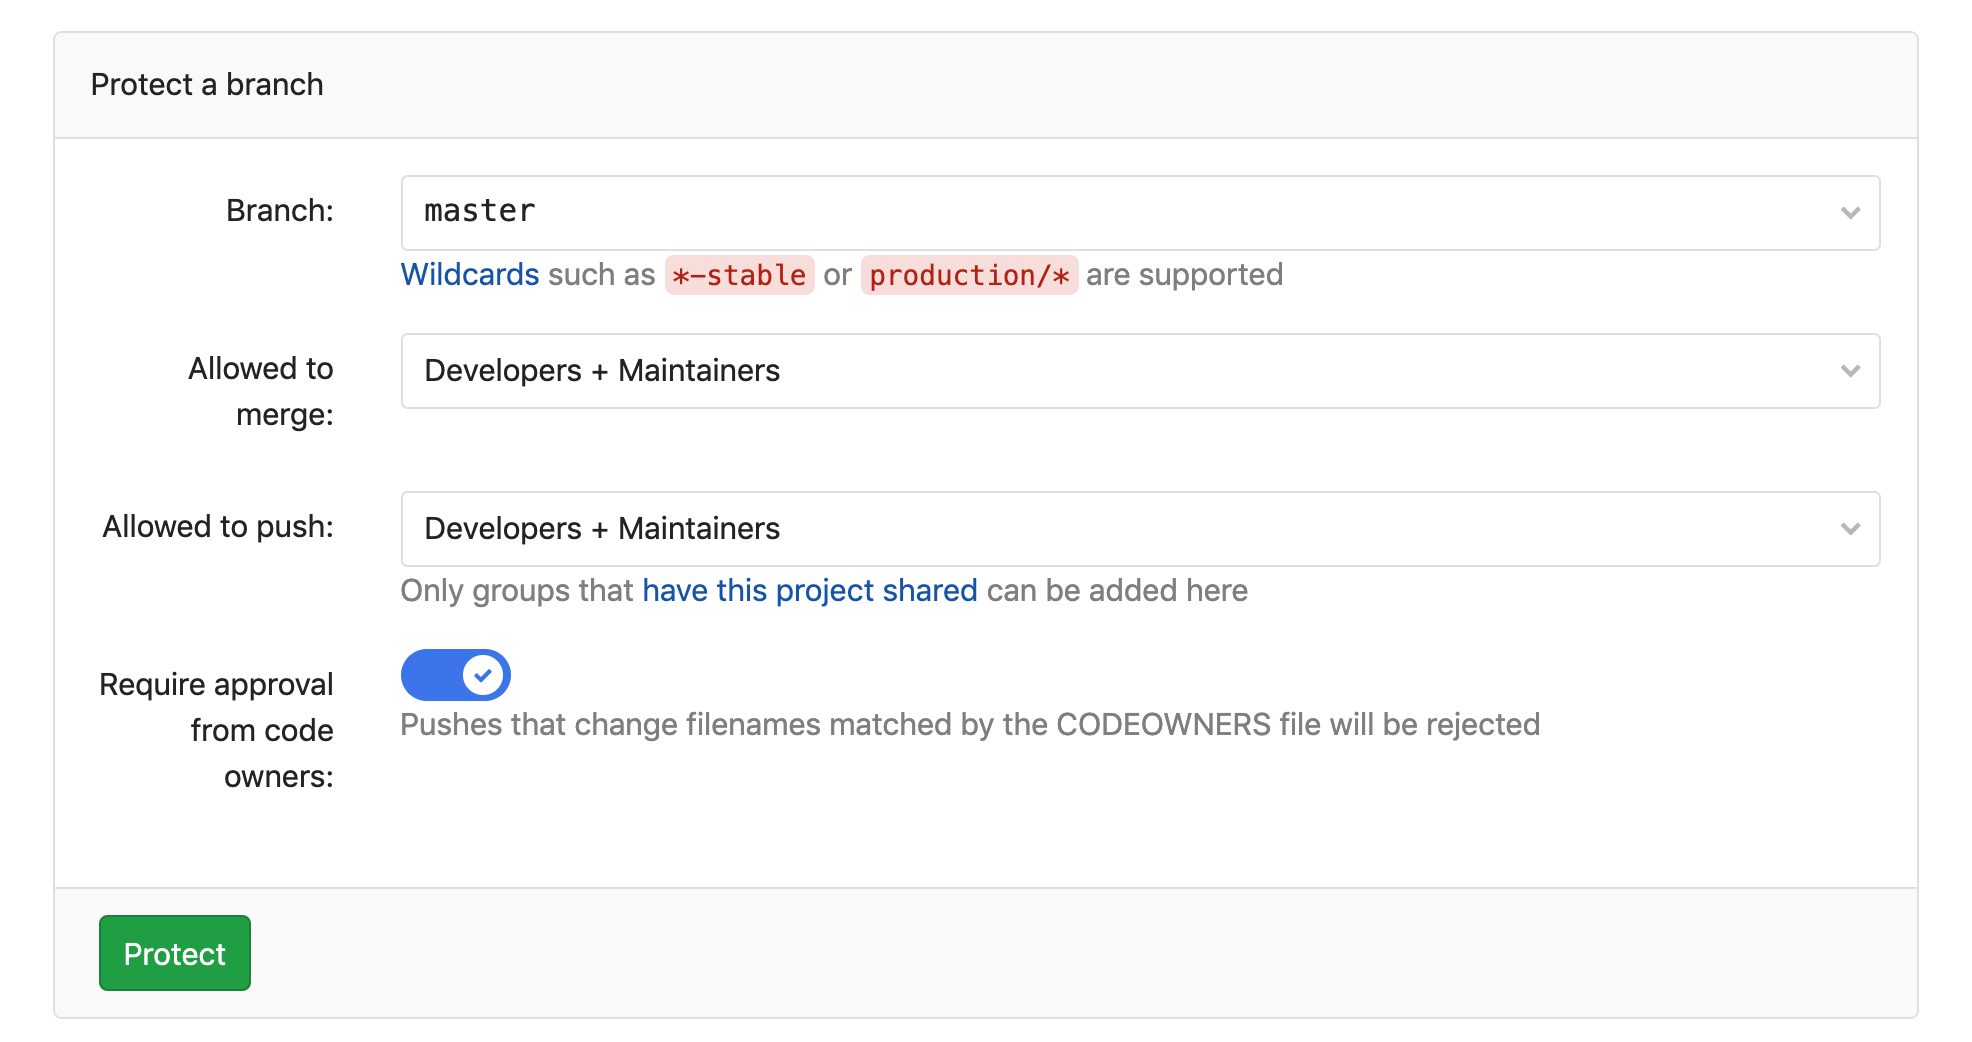 Protect a branch
Branch:
master
Wildcards such as *-stable or production/* are supported
Allowed to
merge:
Developers + Maintainers
Allowed to push:
Developers + Maintainers
Only groups that have this project shared can be added here
Require approval
from code
owners:
Pushes that change filenames matched by the CODEOWNERS file will be rejected
Protect